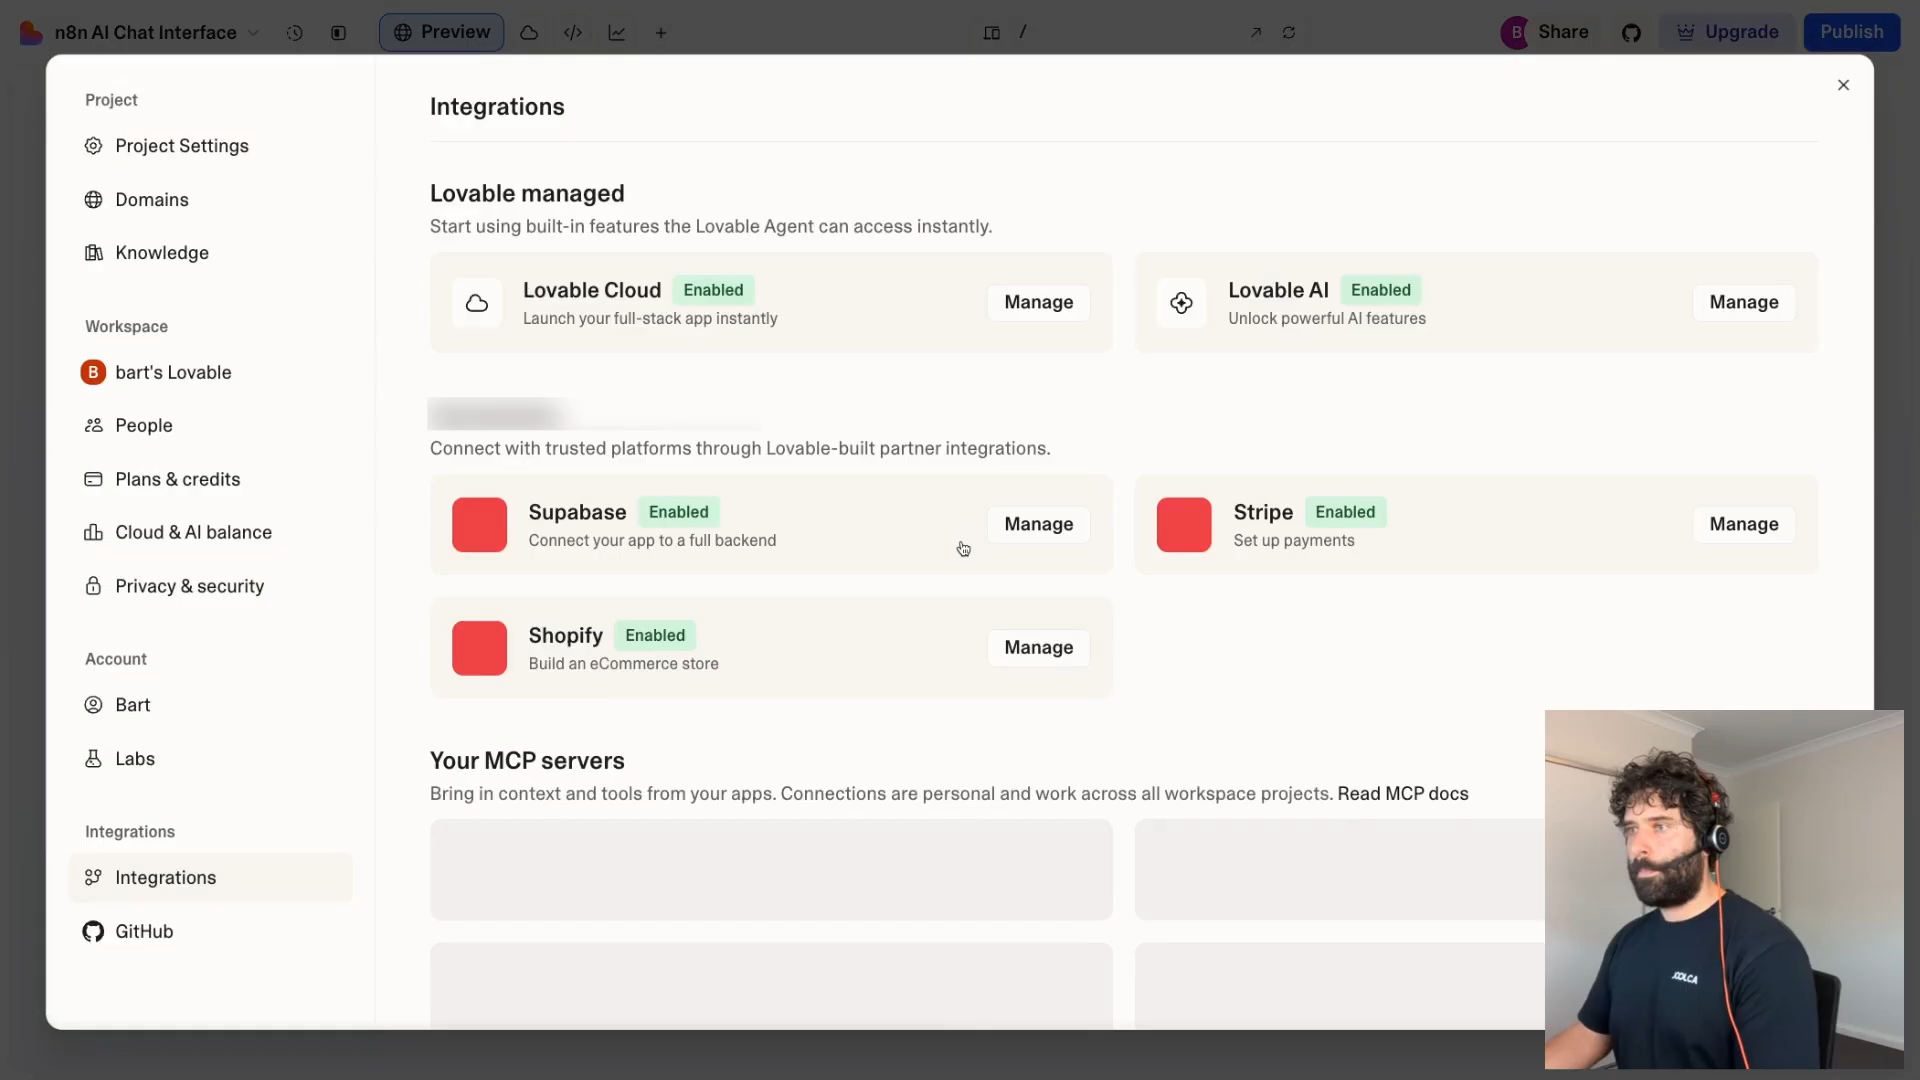 n8n AI Chat Interface
Preview
/
B
Share
Upgrade
Publish
Project
Project Settings
Domains
Knowledge
Workspace
B
bart's Lovable
People
Plans & credits
Cloud & AI balance
Privacy & security
Account
Bart
Labs
Integrations
Integrations
GitHub
Integrations
Lovable managed
Start using built-in features the Lovable Agent can access instantly.
Lovable Cloud
Enabled
Launch your full-stack app instantly
Manage
Lovable AI
Enabled
Unlock powerful AI features
Manage
Connect with trusted platforms through Lovable-built partner integrations.
Supabase
Enabled
Connect your app to a full backend
Manage
Stripe
Enabled
Set up payments
Manage
Shopify
Enabled
Build an eCommerce store
Manage
Your MCP servers
Bring in context and tools from your apps. Connections are personal and work across all workspace projects. Read MCP docs
JOOLCA